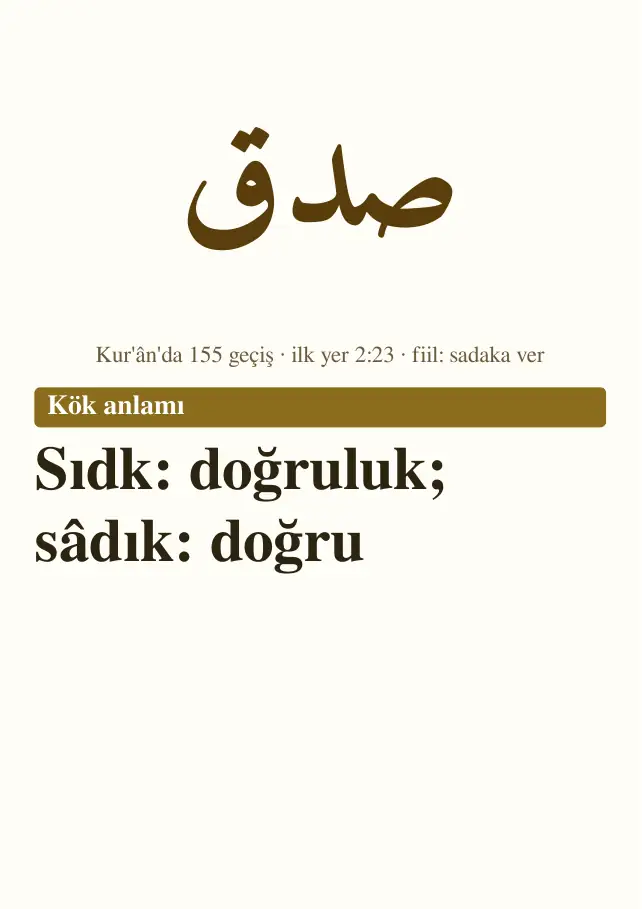 صدق
Kur'ân'da 155 geçiş · ilk yer 2:23 · fiil: sadaka ver
Kök anlamı
Sıdk: doğruluk;
sâdık: doğru